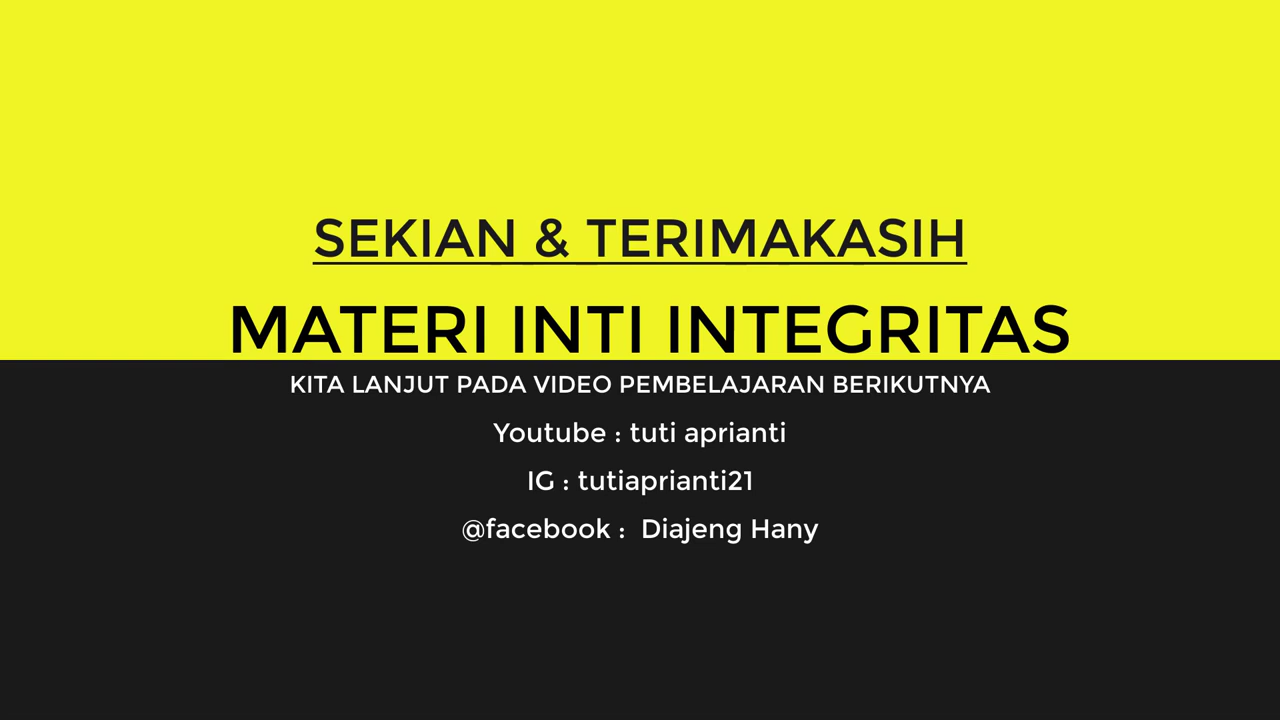 SEKIAN & TERIMAKASIH
MATERI INTI INTEGRITAS
KITA LANJUT PADA VIDEO PEMBELAJARAN BERIKUTNYA
Youtube : tuti aprianti
IG : tutiaprianti21
@facebook : Diajeng Hany